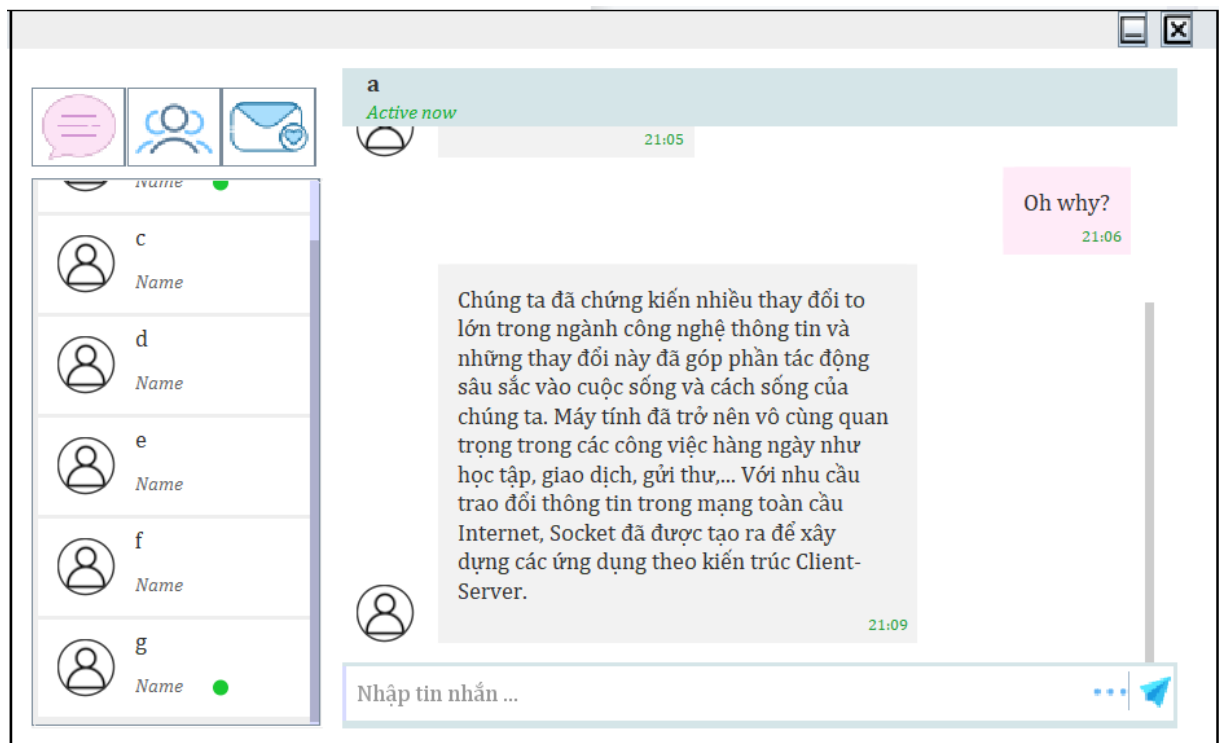 a
Active now
21:05
Oh why?
21:06
Chúng ta đã chứng kiến nhiều thay đổi to
lớn trong ngành công nghệ thông tin và
những thay đổi này đã góp phần tác động
sâu sắc vào cuộc sống và cách sống của
chúng ta. Máy tính đã trở nên vô cùng quan
trọng trong các công việc hàng ngày như
học tập, giao dịch, gửi thư,... Với nhu cầu
trao đổi thông tin trong mạng toàn cầu
Internet, Socket đã được tạo ra để xây
dựng các ứng dụng theo kiến trúc Client-
Server.
21:09
Nhập tin nhắn ...
Name
c
Name
d
Name
e
Name
f
Name
g
Name